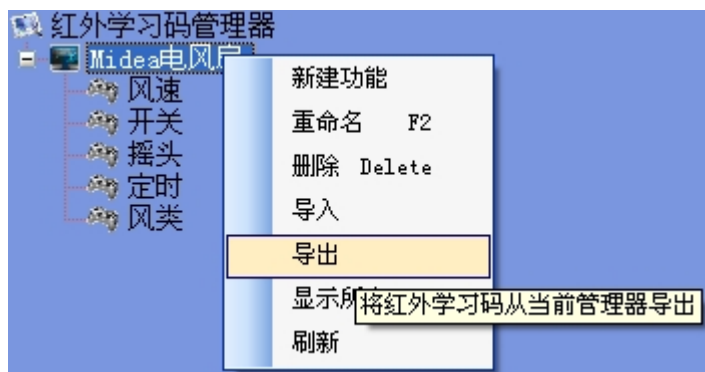 红外学习码管理器
Midea电风扇
风速
开关
摇头
定时
风类
新建功能
重命名 F2
删除 Delete
导入
导出
显示所
将红外学习码从当前管理器导出
刷新